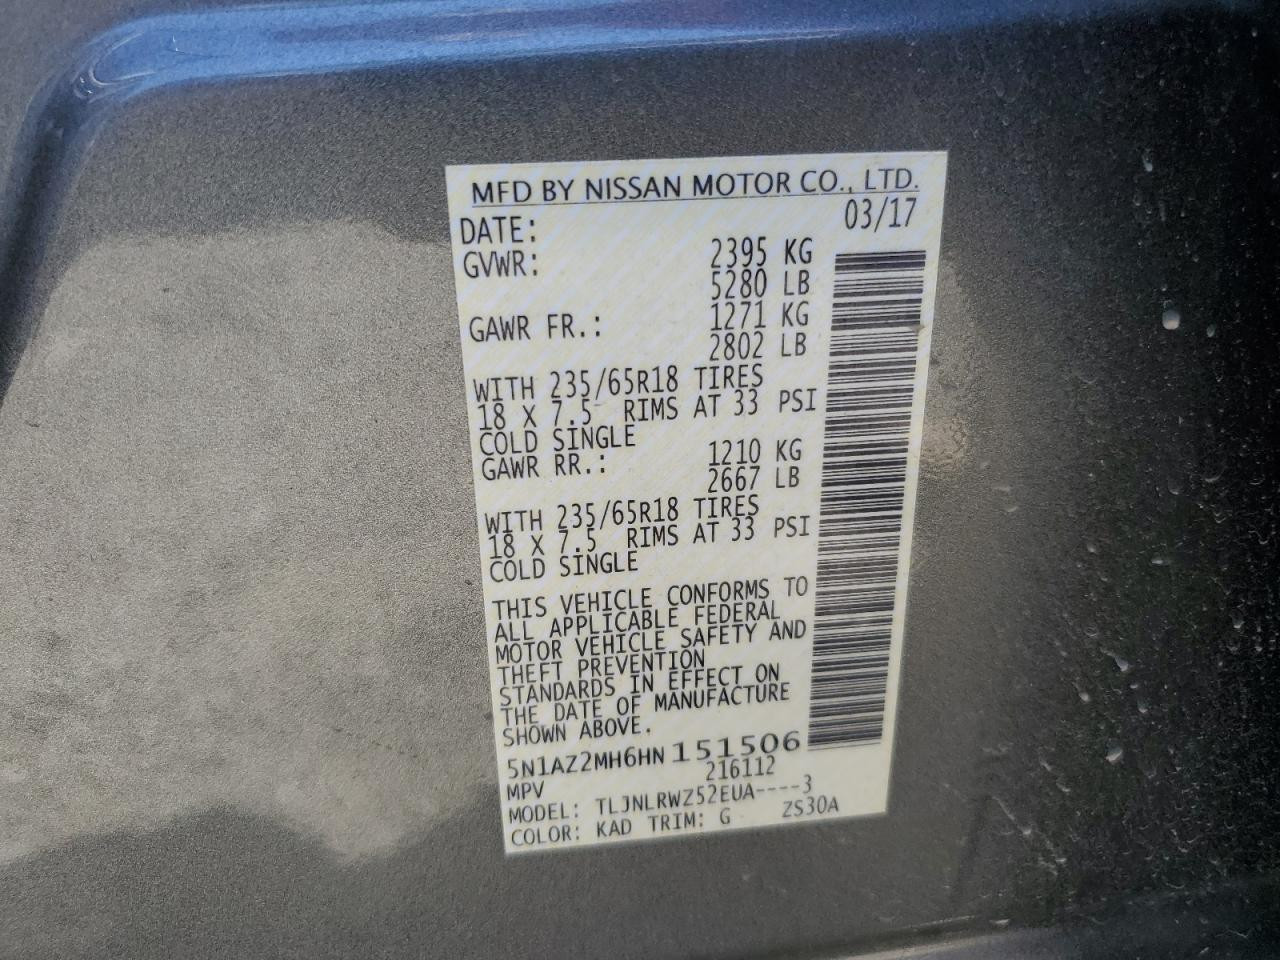 MFD BY NISSAN MOTOR CO., LTD.
DATE: 03/17
GVWR: 2395 KG
5280 LB
GAWR FR.: 1271 KG
2802 LB
WITH 235/65R18 TIRES
18 X 7.5 RIMS AT 33 PSI
COLD SINGLE
GAWR RR.: 1210 KG
2667 LB
WITH 235/65R18 TIRES
18 X 7.5 RIMS AT 33 PSI
COLD SINGLE
THIS VEHICLE CONFORMS TO
ALL APPLICABLE FEDERAL
MOTOR VEHICLE SAFETY AND
THEFT PREVENTION
STANDARDS IN EFFECT ON
THE DATE OF MANUFACTURE
SHOWN ABOVE.
5N1AZ2MH6HN 151506
MPV 216112
MODEL: TLJNLRWZ52EUA----3
COLOR: KAD TRIM: G ZS30A